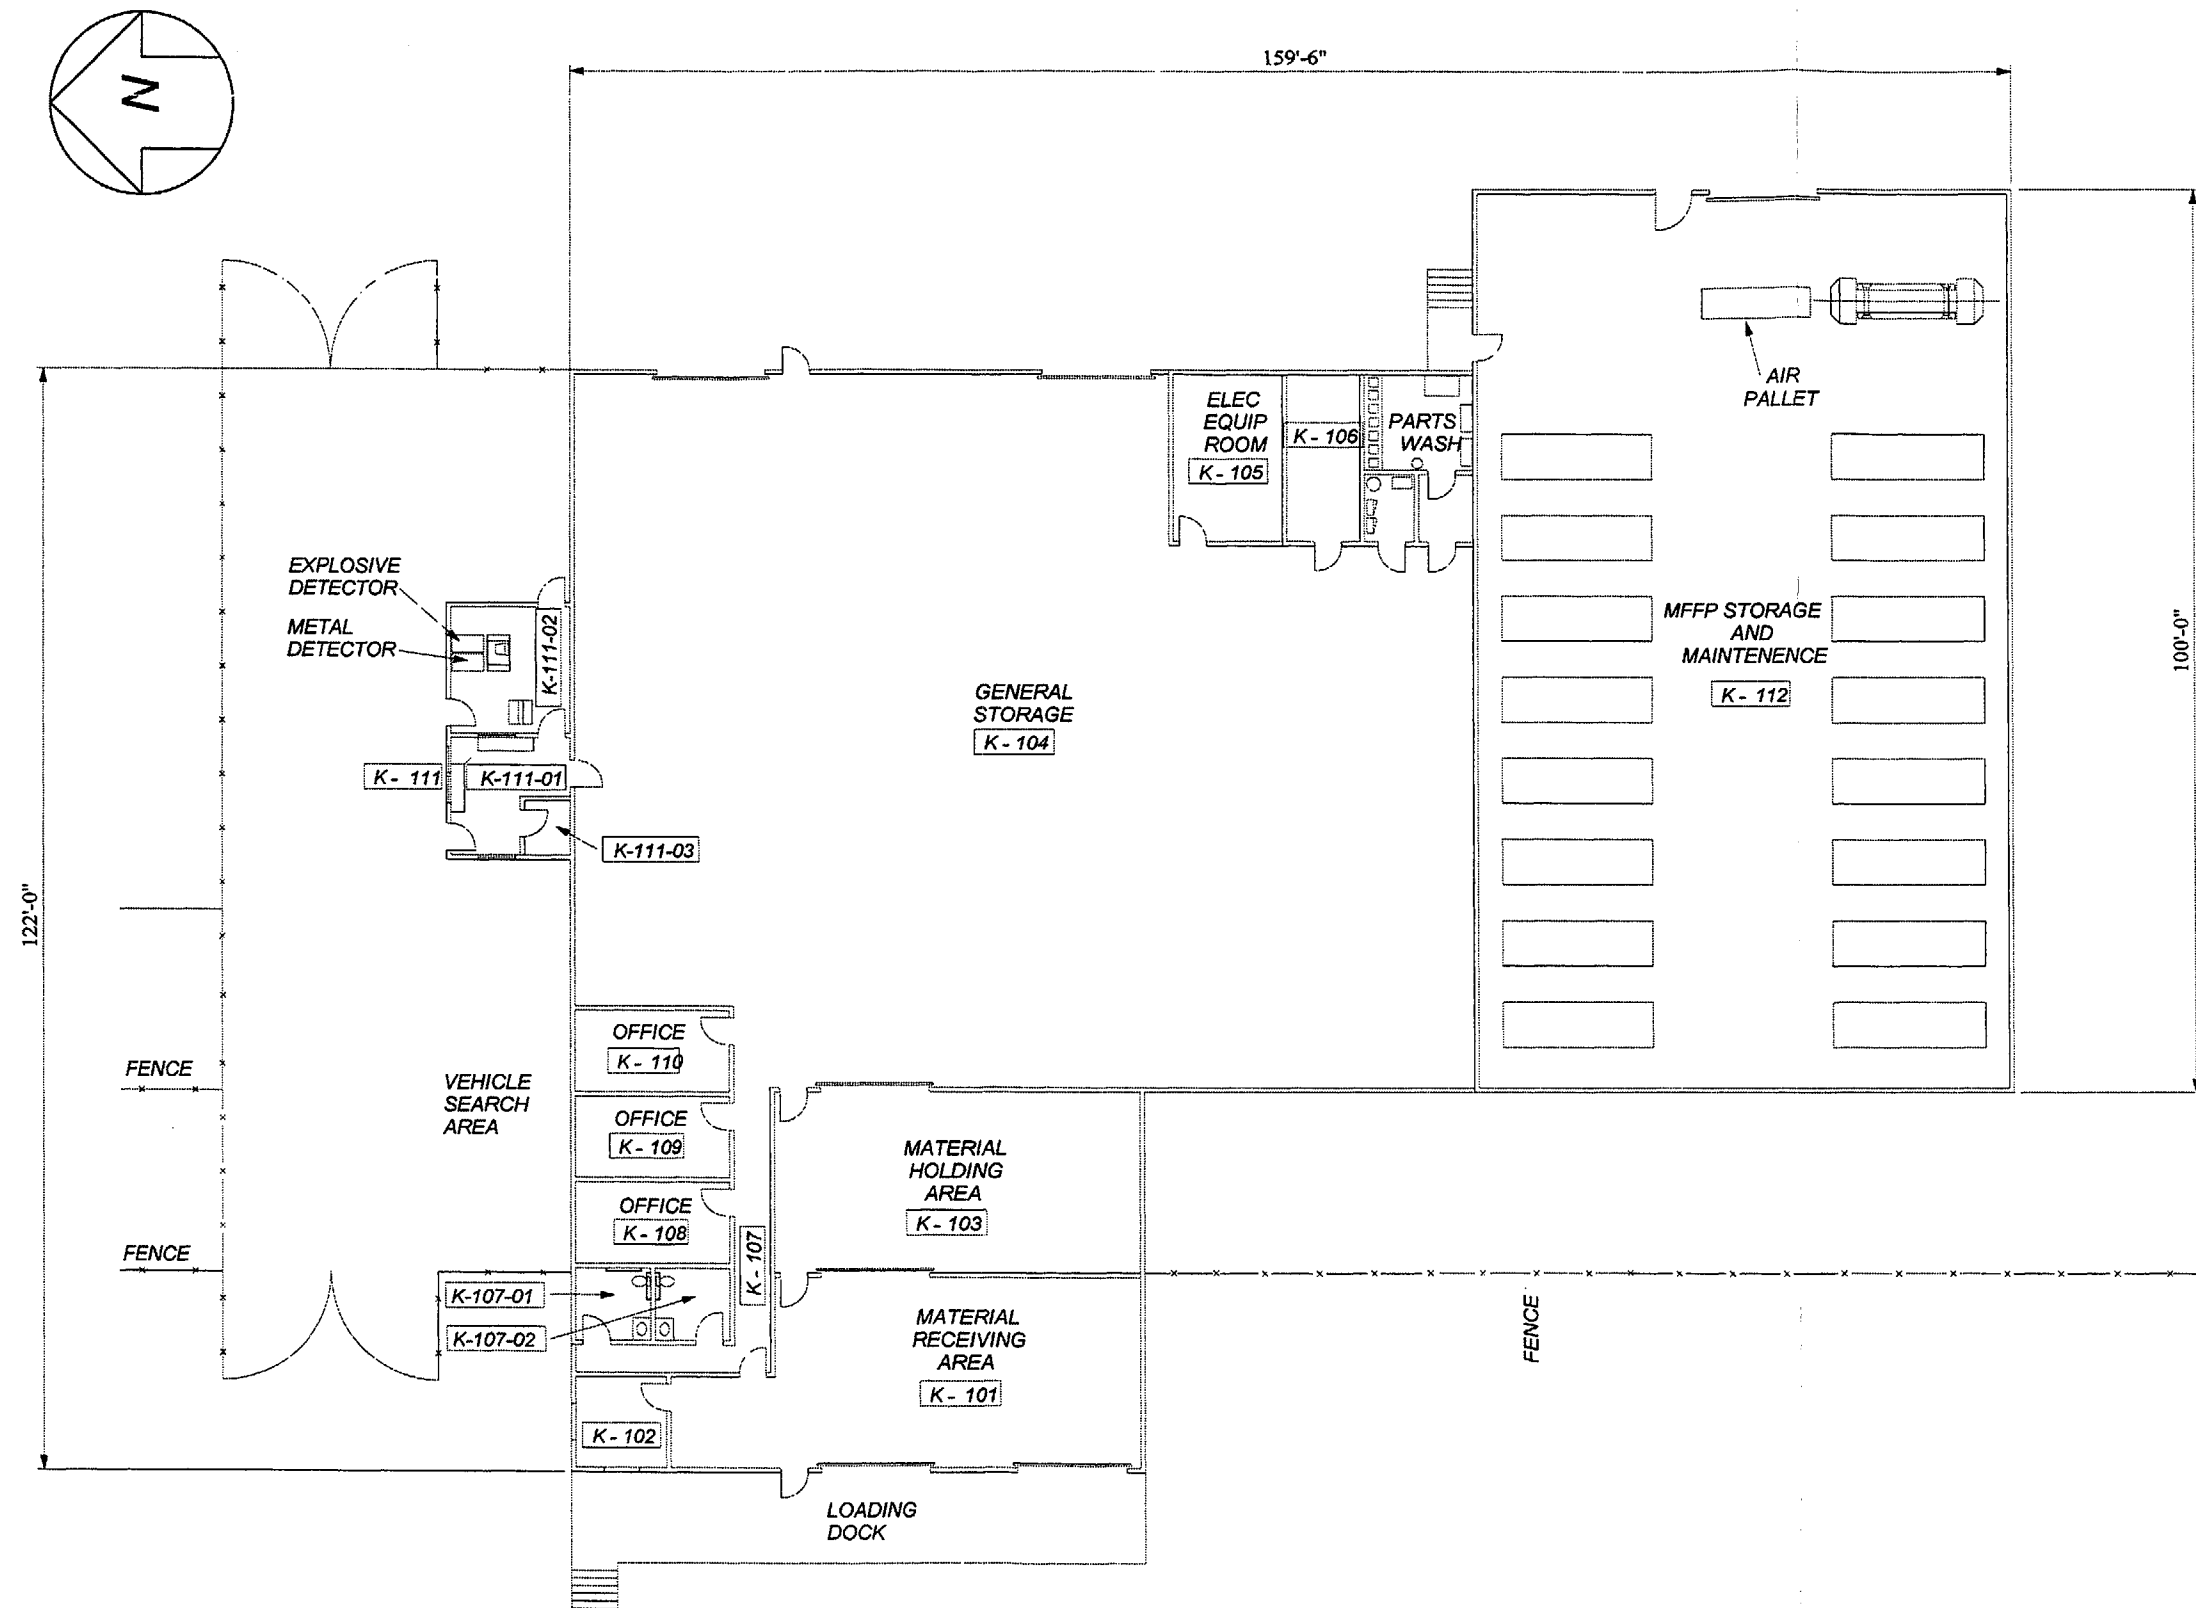 159'-6"
N
ELEC
EQUIP
ROOM
K - 105
K - 106
PARTS
WASH
AIR
PALLET
EXPLOSIVE
DETECTOR
METAL
DETECTOR
K-111-02
MFFP STORAGE
AND
MAINTENENCE
K - 112
100'-0"
GENERAL
STORAGE
K - 104
K - 111
K-111-01
K-111-03
122'-0"
OFFICE
K - 110
FENCE
VEHICLE
SEARCH
AREA
OFFICE
K - 109
MATERIAL
HOLDING
AREA
K - 103
OFFICE
K - 108
K - 107
FENCE
K-107-01
K-107-02
MATERIAL
RECEIVING
AREA
K - 101
FENCE
K - 102
LOADING
DOCK